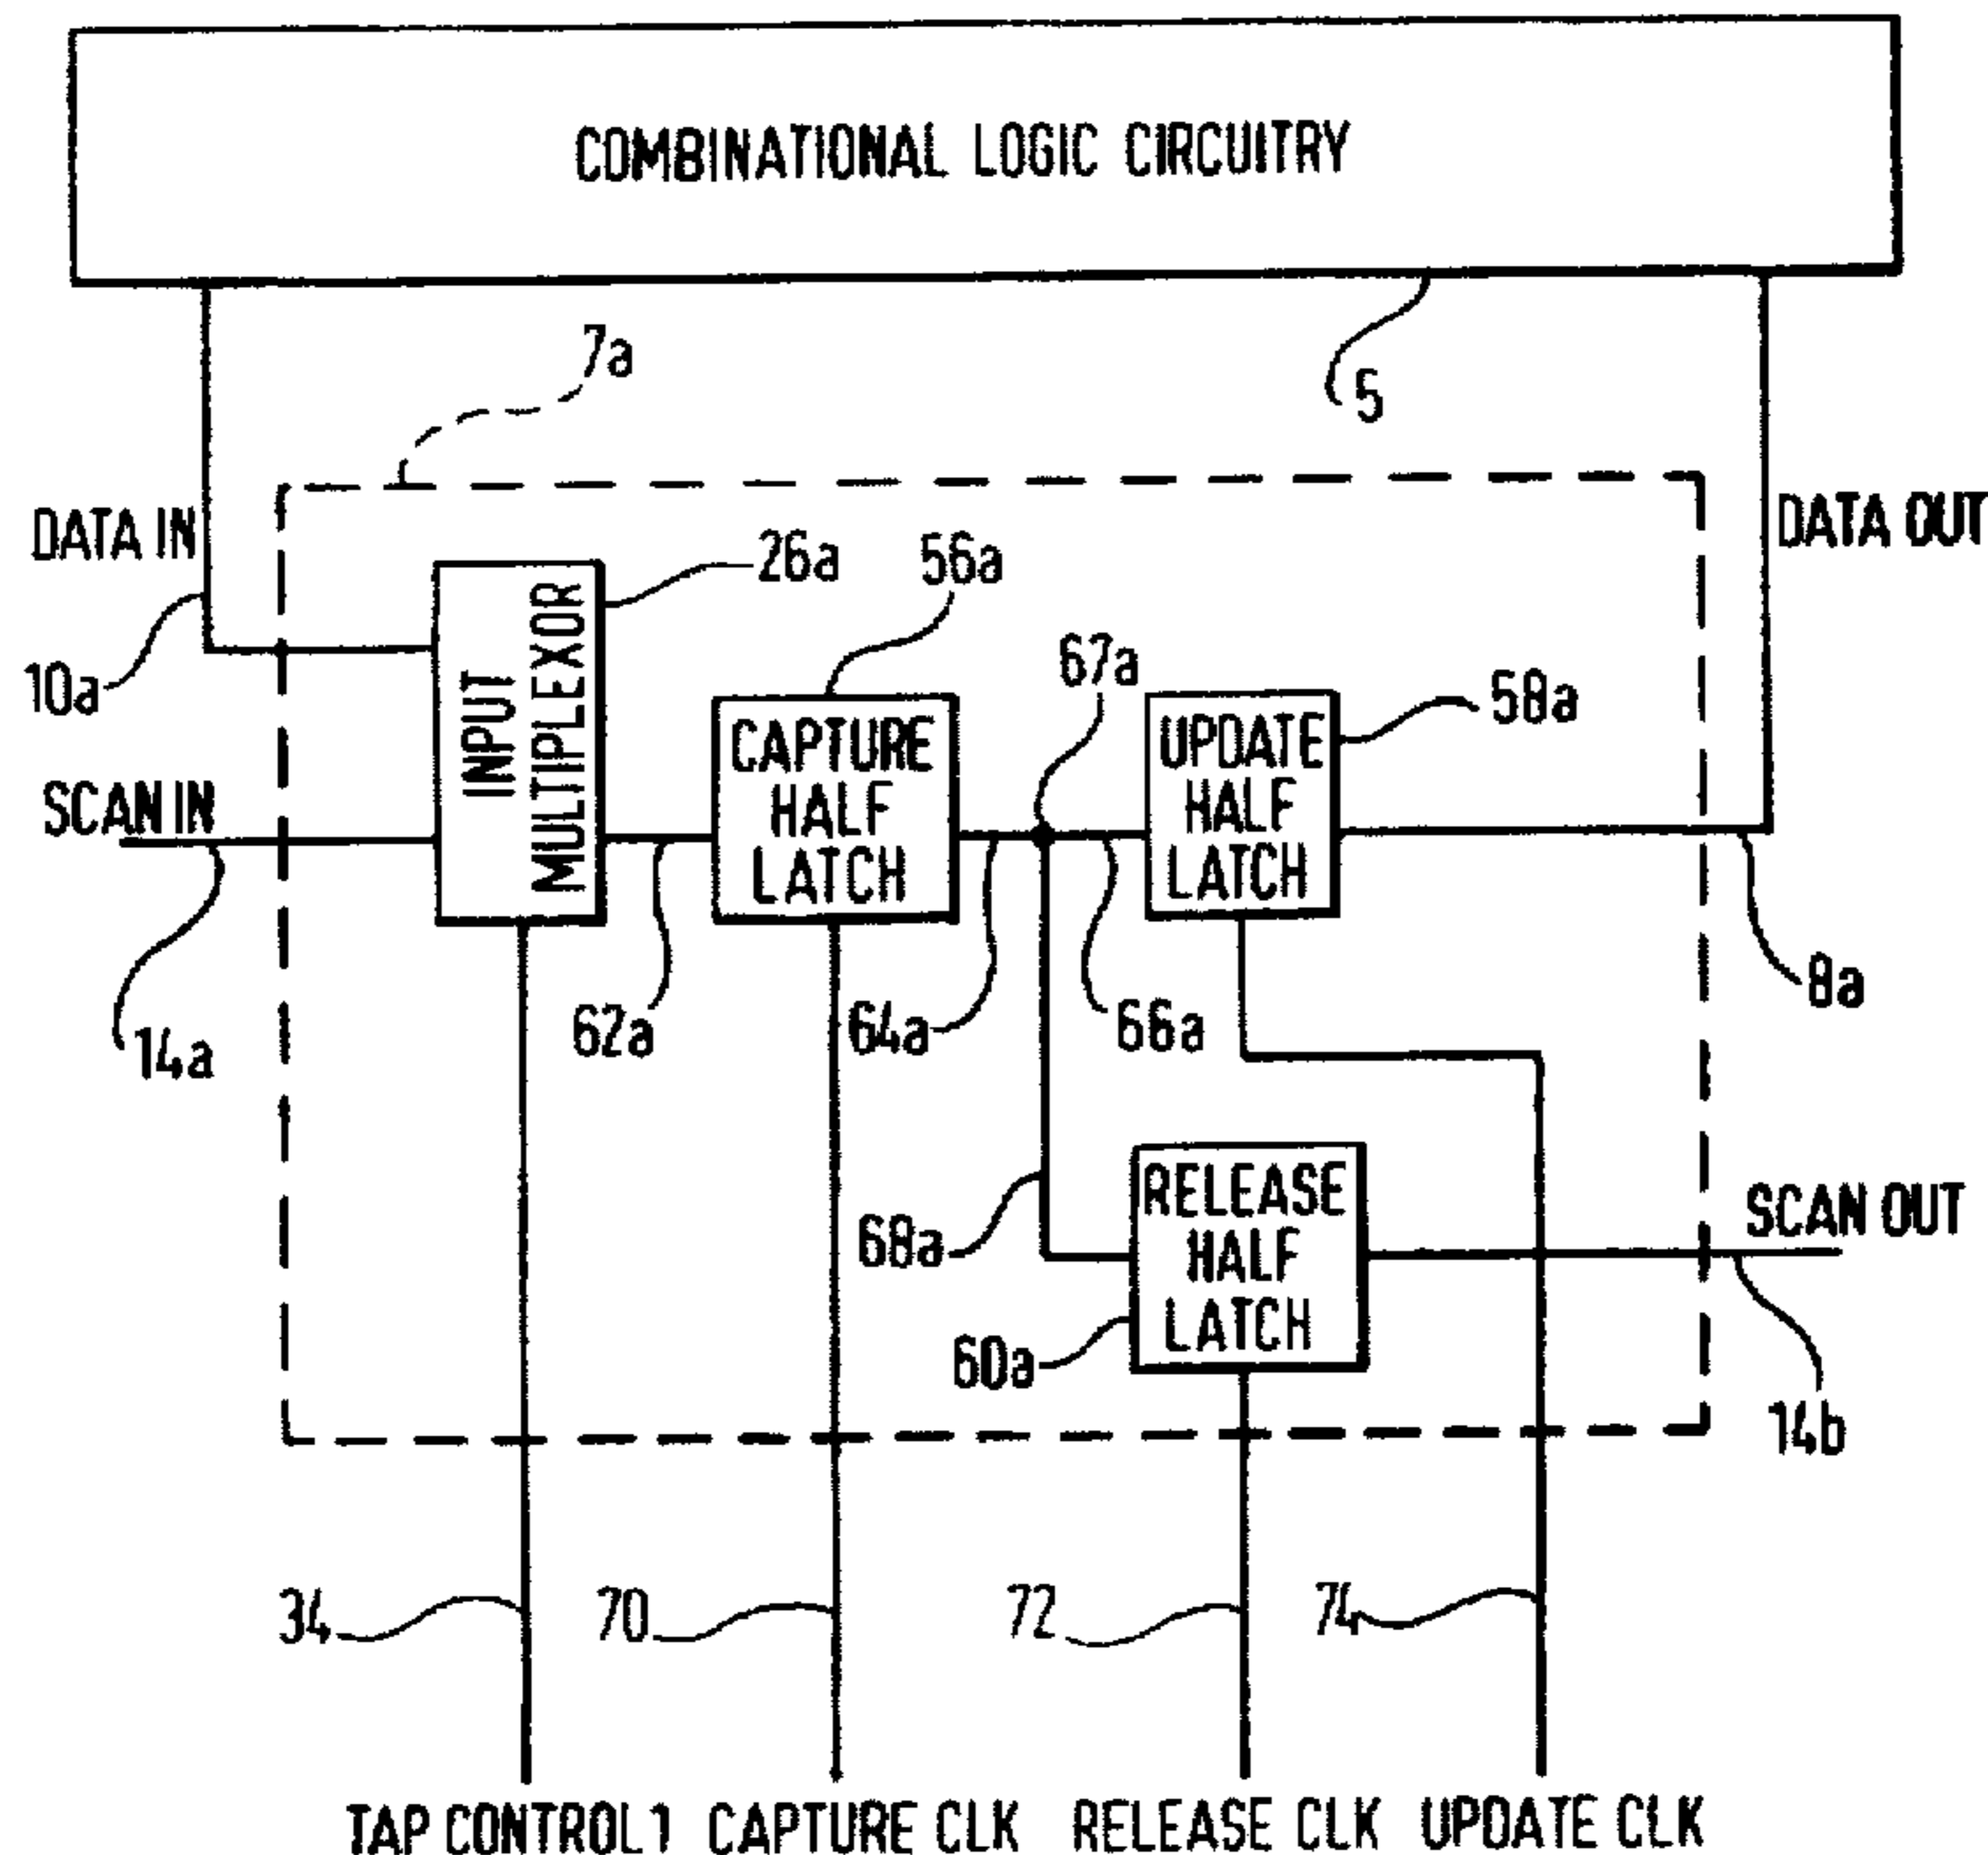 COMBINATIONAL LOGIC CIRCUITRY
7a
5
DATA IN
DATA OUT
26a
56a
10a
67a
58a
INPUT
MULTIPLEXOR
CAPTURE
HALF
LATCH
UPDATE
HALF
LATCH
SCAN IN
8a
14a
62a
64a
66a
RELEASE
HALF
LATCH
68a
SCAN OUT
60a
14b
34
70
72
74
TAP CONTROL1
CAPTURE CLK
RELEASE CLK
UPDATE CLK